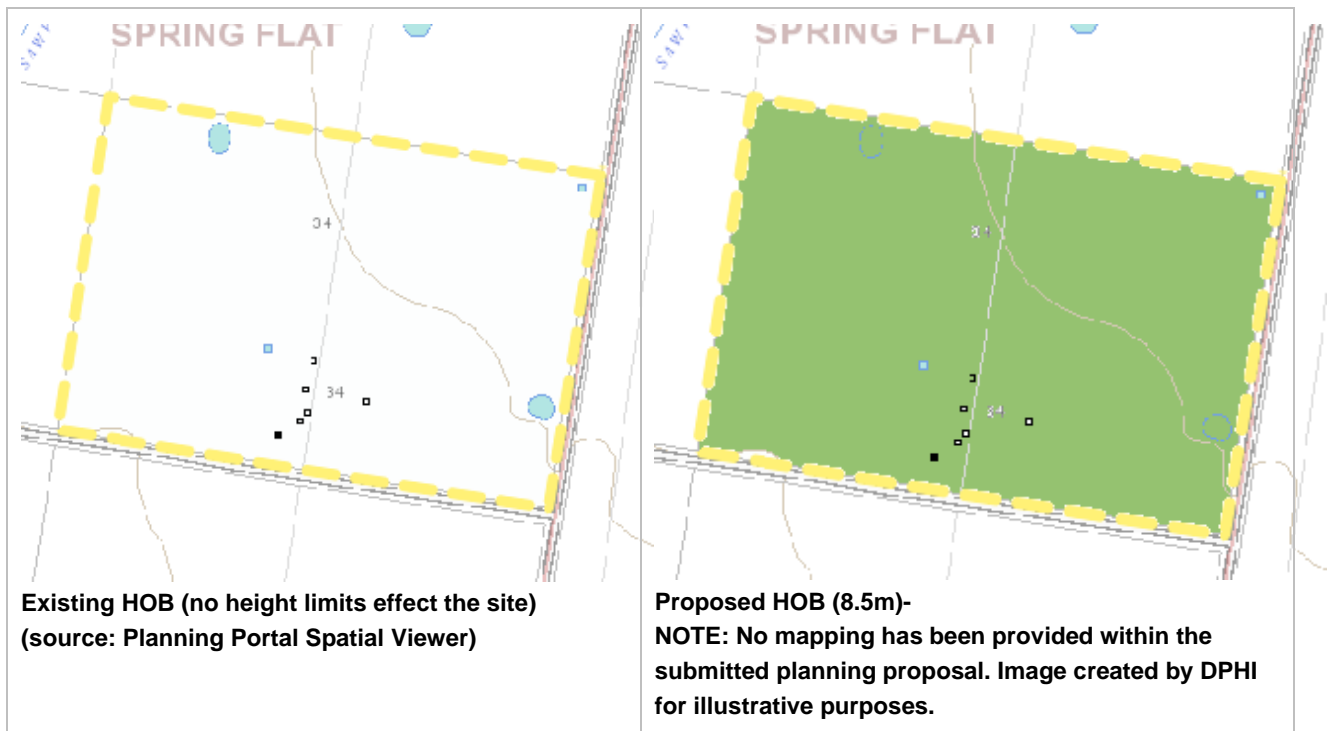 SPRING FLAT
34
34
Existing HOB (no height limits effect the site)
(source: Planning Portal Spatial Viewer)
SPRING FLAT
34
34
Proposed HOB (8.5m)-
NOTE: No mapping has been provided within the
submitted planning proposal. Image created by DPHI
for illustrative purposes.